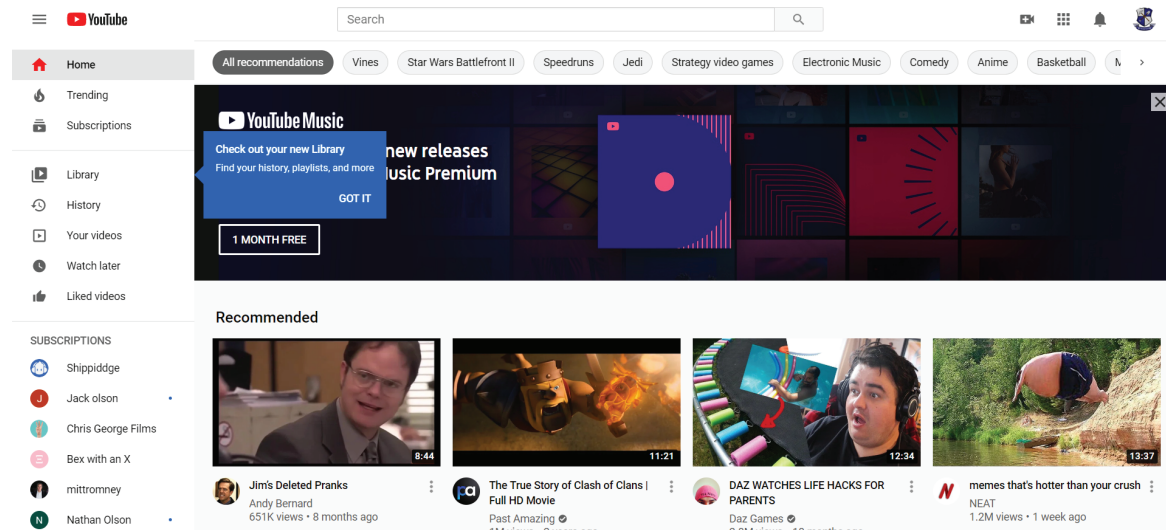 YouTube
Search
Home
Trending
Subscriptions
Library
History
Your videos
Watch later
Liked videos
SUBSCRIPTIONS
Shippiddge
J
Jack olson
Chris George Films
E
Bex with an X
mittromney
N
Nathan Olson
All recommendations
Vines
Star Wars Battlefront II
Speedruns
Jedi
Strategy video games
Electronic Music
Comedy
Anime
Basketball
YouTube Music
new releases
usic Premium
Check out your new Library
Find your history, playlists, and more
GOT IT
1 MONTH FREE
Recommended
8:44
Jim's Deleted Pranks
Andy Bernard
651K views • 8 months ago
11:21
pa
The True Story of Clash of Clans |
Full HD Movie
Past Amazing
12:34
DAZ WATCHES LIFE HACKS FOR
PARENTS
Daz Games
13:37
N
memes that's hotter than your crush
NEAT
1.2M views • 1 week ago